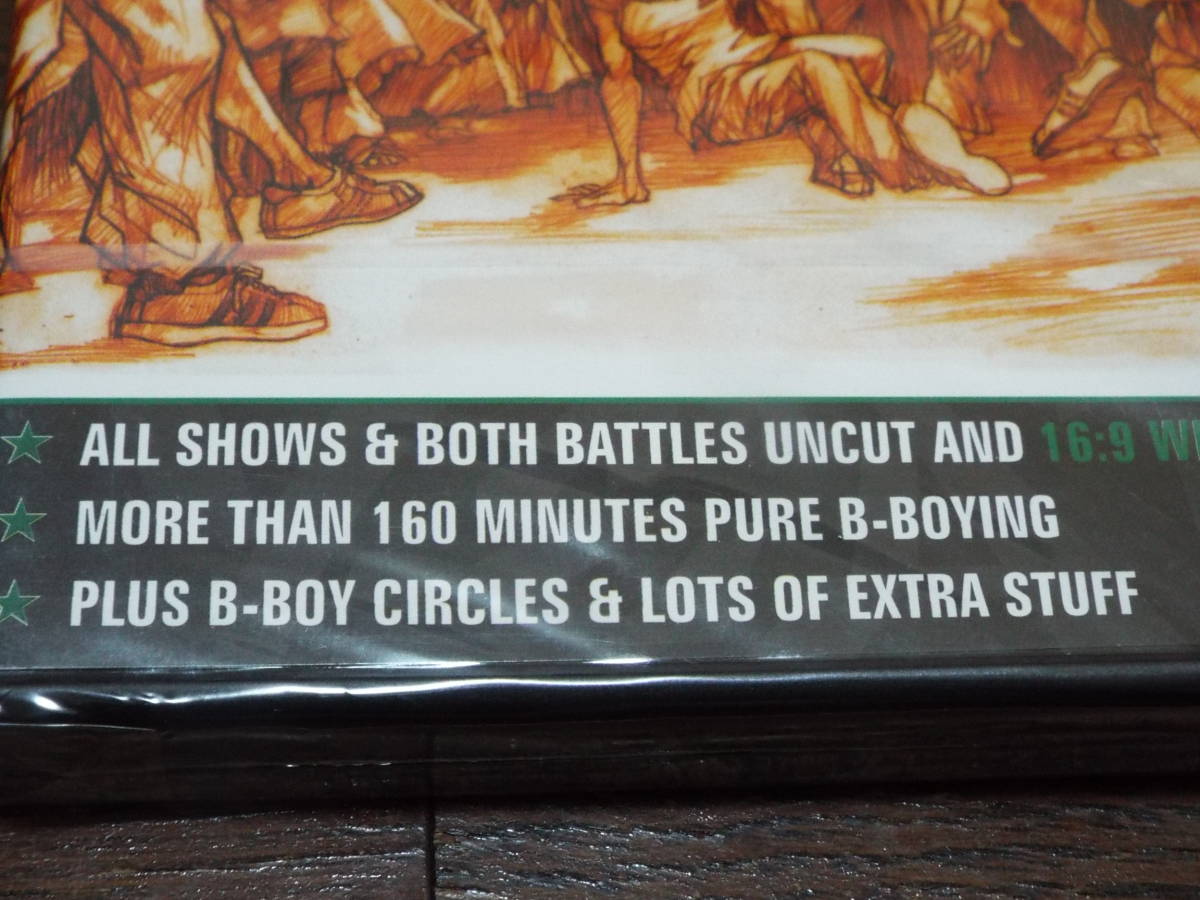 ALL SHOWS & BOTH BATTLES UNCUT AND 16:9
MORE THAN 160 MINUTES PURE B-BOYING
PLUS B-BOY CIRCLES & LOTS OF EXTRA STUFF